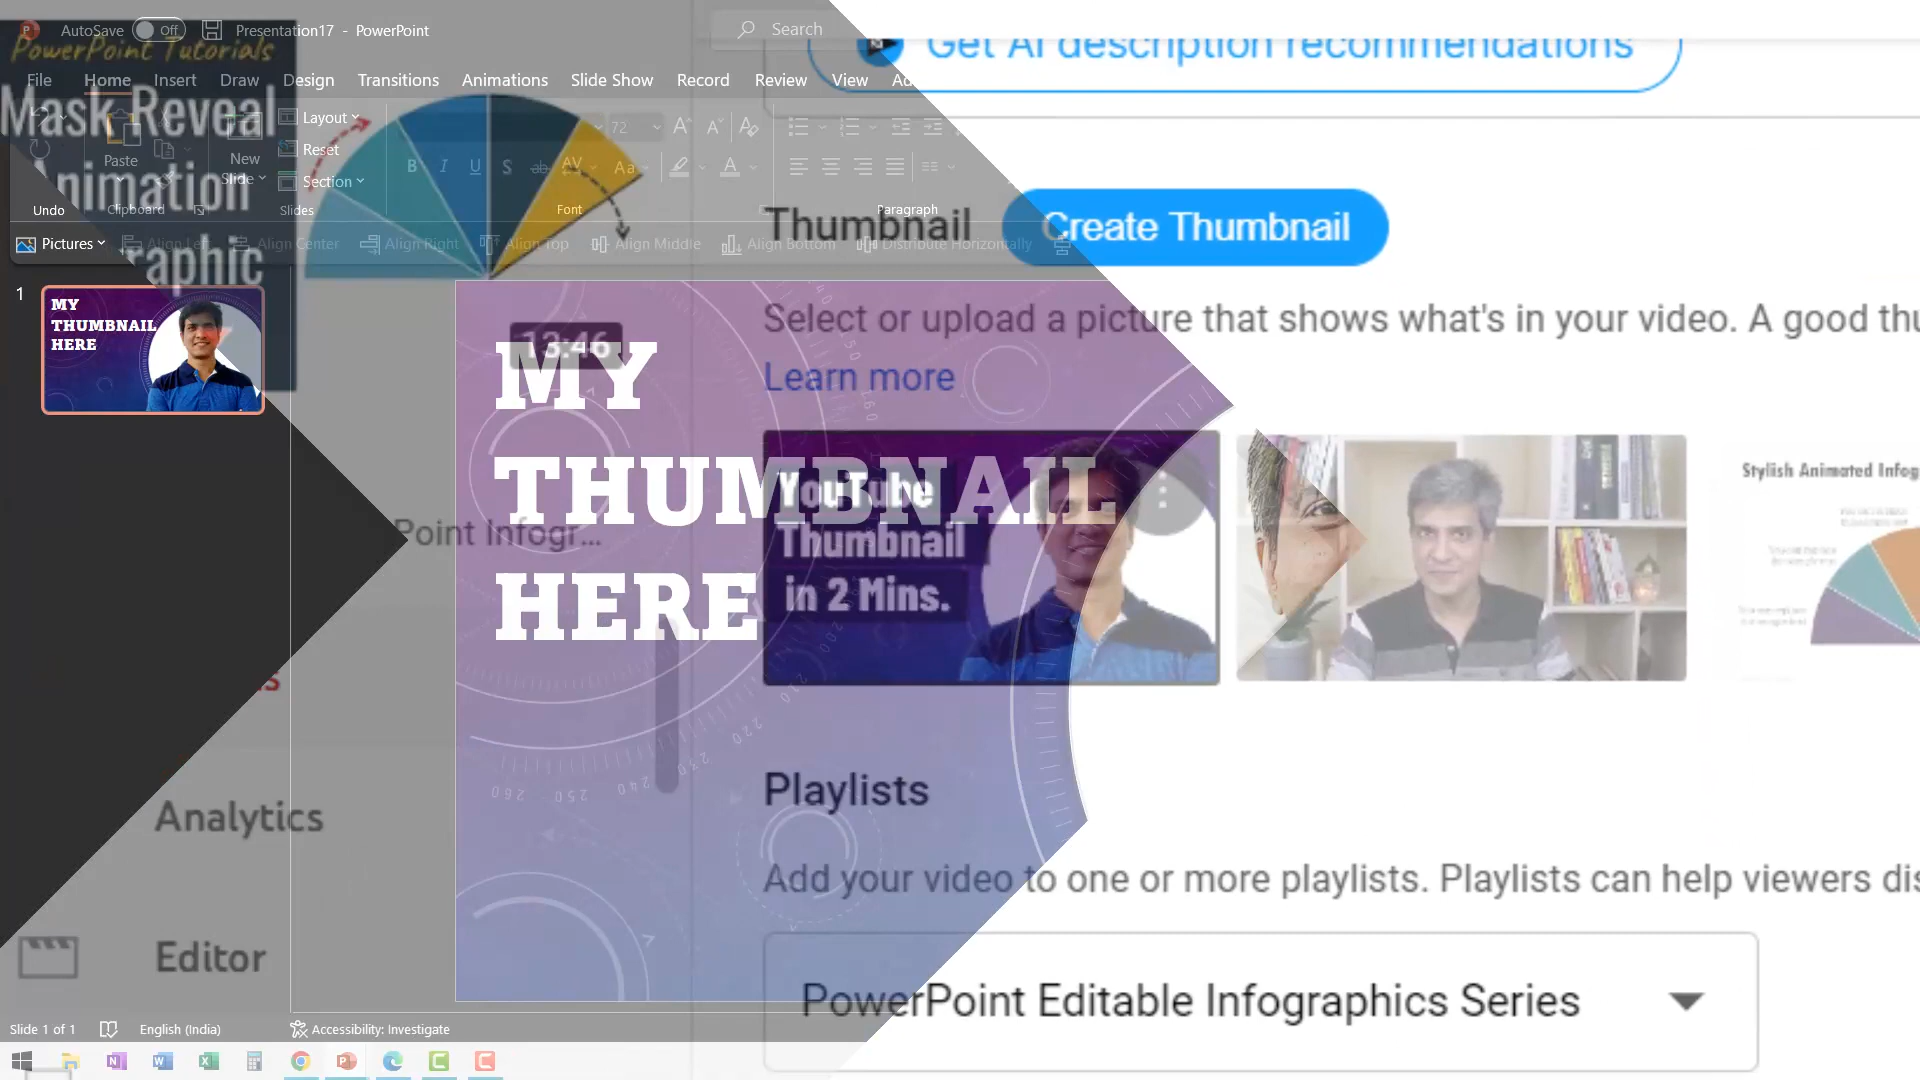 AutoSave Off Presentation17 - PowerPoint Search
PowerPoint Tutorials
Get AI description recommendations
File Home Insert Draw Design Transitions Animations Slide Show Record Review View
Mask Reveal
Animation
Paste
New
Slide
Layout
Reset
Section
72
Undo Clipboard Slides Font Paragraph
Thumbnail Create Thumbnail
Pictures Align Left Align Center Align Right Align Top Align Middle Align Bottom Distribute Horizontally
1
MY
THUMBNAIL
HERE
13:46
Select or upload a picture that shows what's in your video. A good
Learn more
MY
THUMBNAIL
HERE
YouTube
Thumbnail
in 2 Mins.
Stylish Animated
Point Infogr...
Playlists
Analytics
Add your video to one or more playlists. Playlists can help viewers
Editor
PowerPoint Editable Infographics Series
Slide 1 of 1 English (India) Accessibility: Investigate